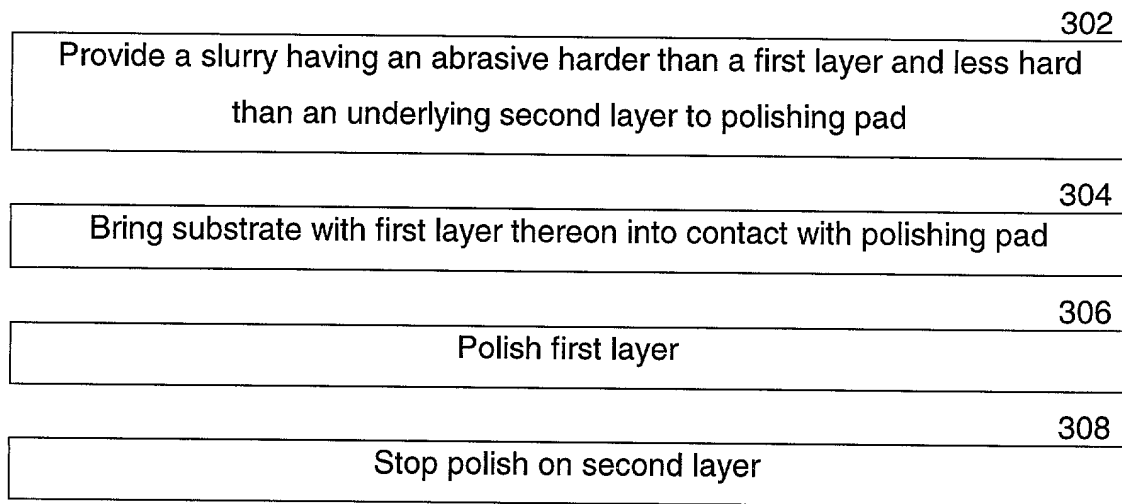 302
Provide a slurry having an abrasive harder than a first layer and less hard
than an underlying second layer to polishing pad
304
Bring substrate with first layer thereon into contact with polishing pad
306
Polish first layer
308
Stop polish on second layer